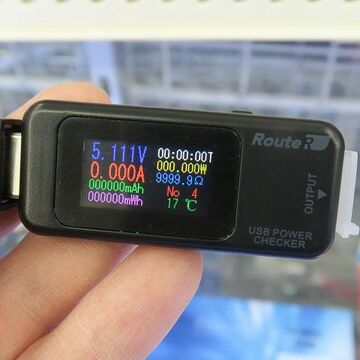 5.111V 00:00:00T
0.000A 000.000W
000000mAh 9999.9Ω
000000mWh No 4
17 ℃
RouteR
OUTPUT
USB POWER
CHECKER